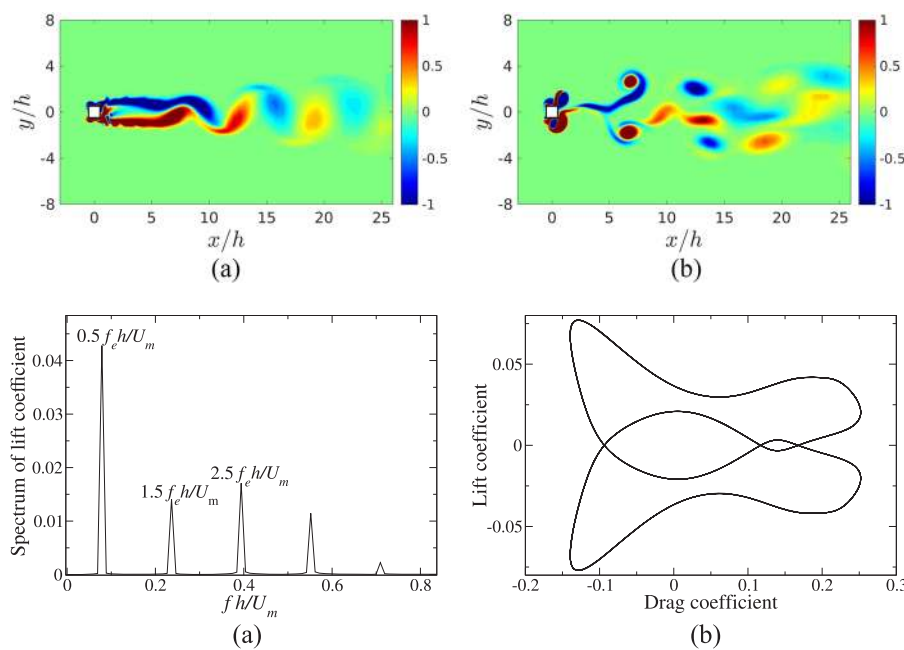 8
4
0
-4
-8
y/h
0 5 10 15 20 25
x/h
1
0.5
0
-0.5
-1
(a)
8
4
0
-4
-8
y/h
0 5 10 15 20 25
x/h
1
0.5
0
-0.5
-1
(b)
Spectrum of lift coefficient
0.04
0.03
0.02
0.01
0
0.5 f_e h/U_m
1.5 f_e h/U_m
2.5 f_e h/U_m
0 0.2 0.4 0.6 0.8
f h/U_m
(a)
Lift coefficient
0.05
0
-0.05
-0.2 -0.1 0 0.1 0.2 0.3
Drag coefficient
(b)